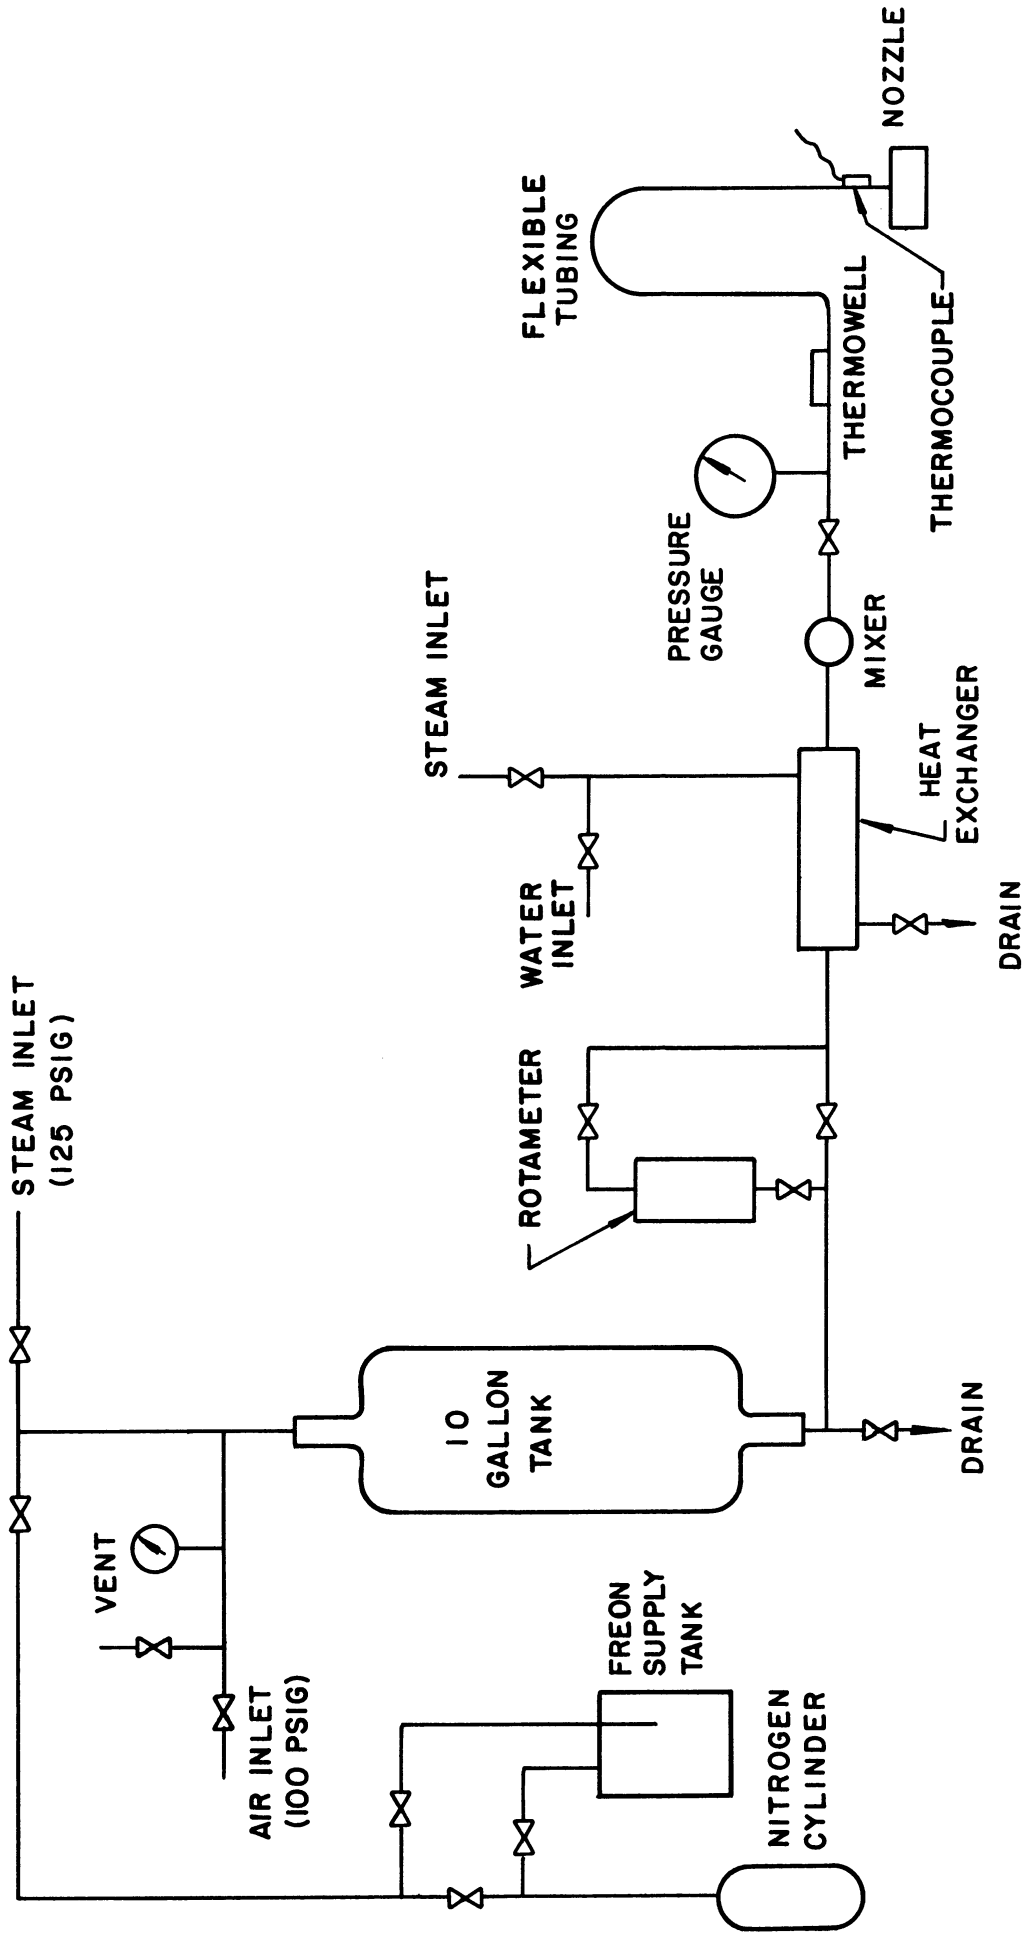 STEAM INLET
(125 PSIG)
VENT
AIR INLET
(100 PSIG)
10
GALLON
TANK
FREON
SUPPLY
TANK
NITROGEN
CYLINDER
DRAIN
ROTAMETER
WATER
INLET
STEAM INLET
DRAIN
HEAT
EXCHANGER
MIXER
PRESSURE
GAUGE
THERMOWELL
THERMOCOUPLE
FLEXIBLE
TUBING
NOZZLE